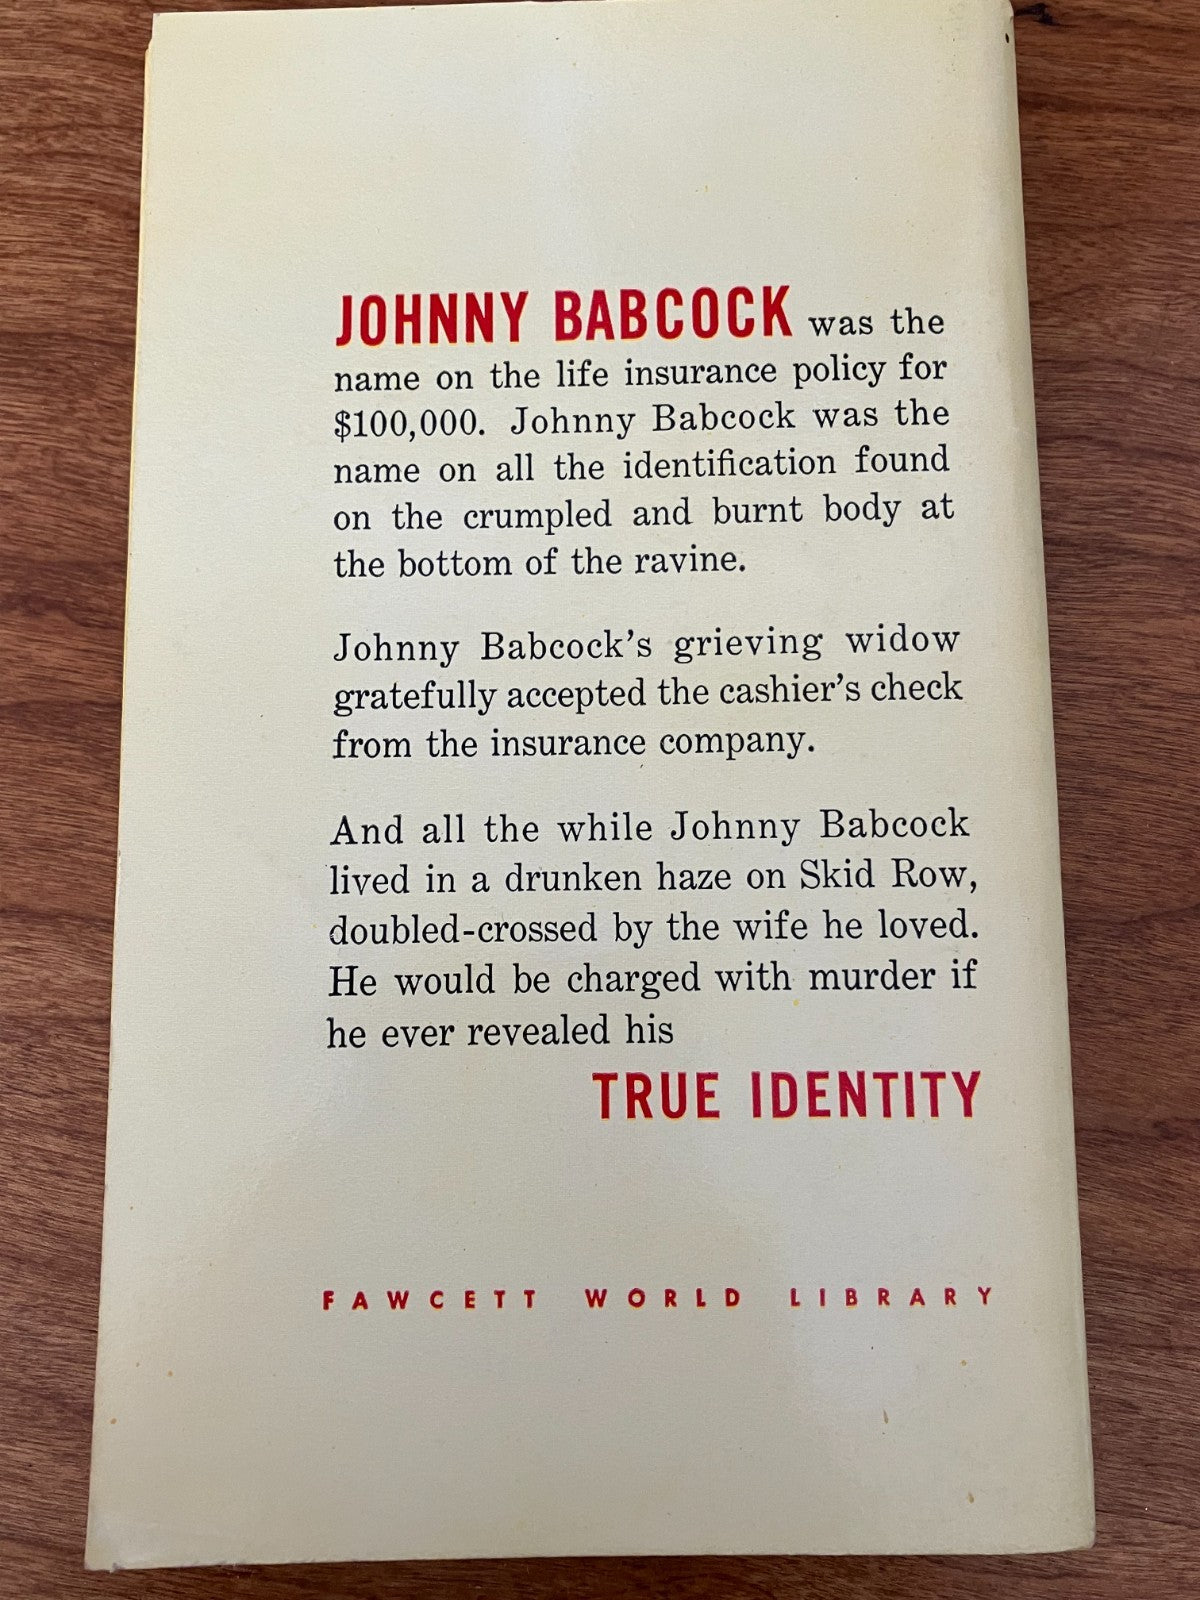 JOHNNY BABCOCK was the
name on the life insurance policy for
$100,000. Johnny Babcock was the
name on all the identification found
on the crumpled and burnt body at
the bottom of the ravine.
Johnny Babcock's grieving widow
gratefully accepted the cashier's check
from the insurance company.
And all the while Johnny Babcock
lived in a drunken haze on Skid Row,
doubled-crossed by the wife he loved.
He would be charged with murder if
he ever revealed his
TRUE IDENTITY
FAWCETT WORLD LIBRARY